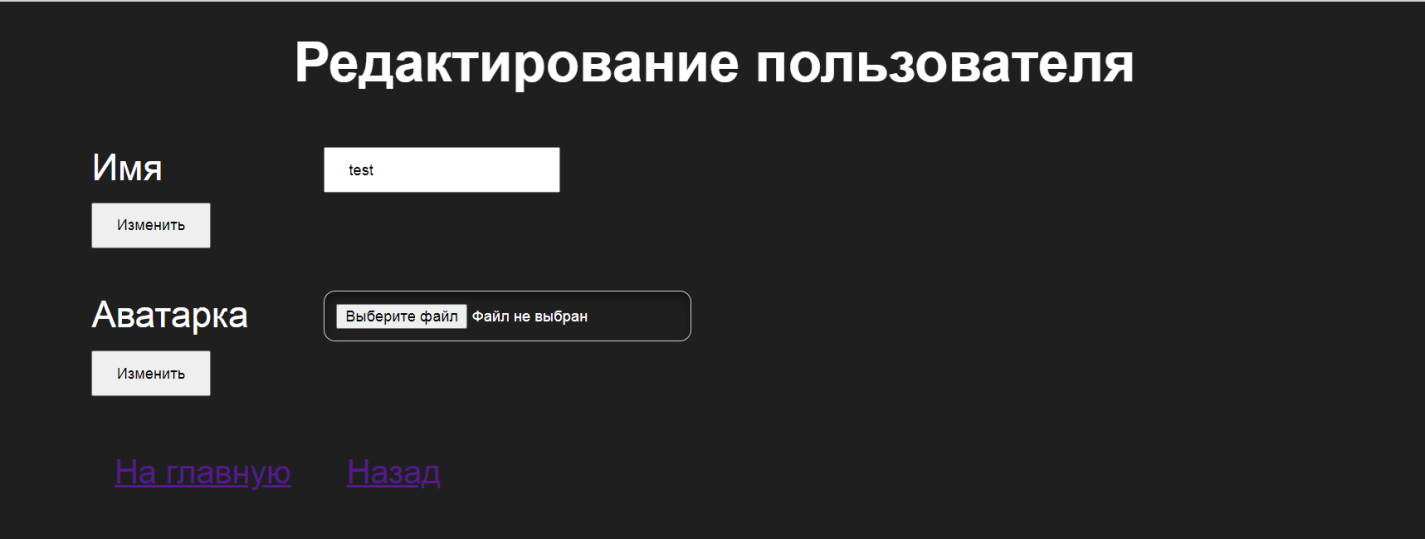 Редактирование пользователя
Имя test
Изменить
Аватарка Выберите файл Файл не выбран
Изменить
На главную Назад